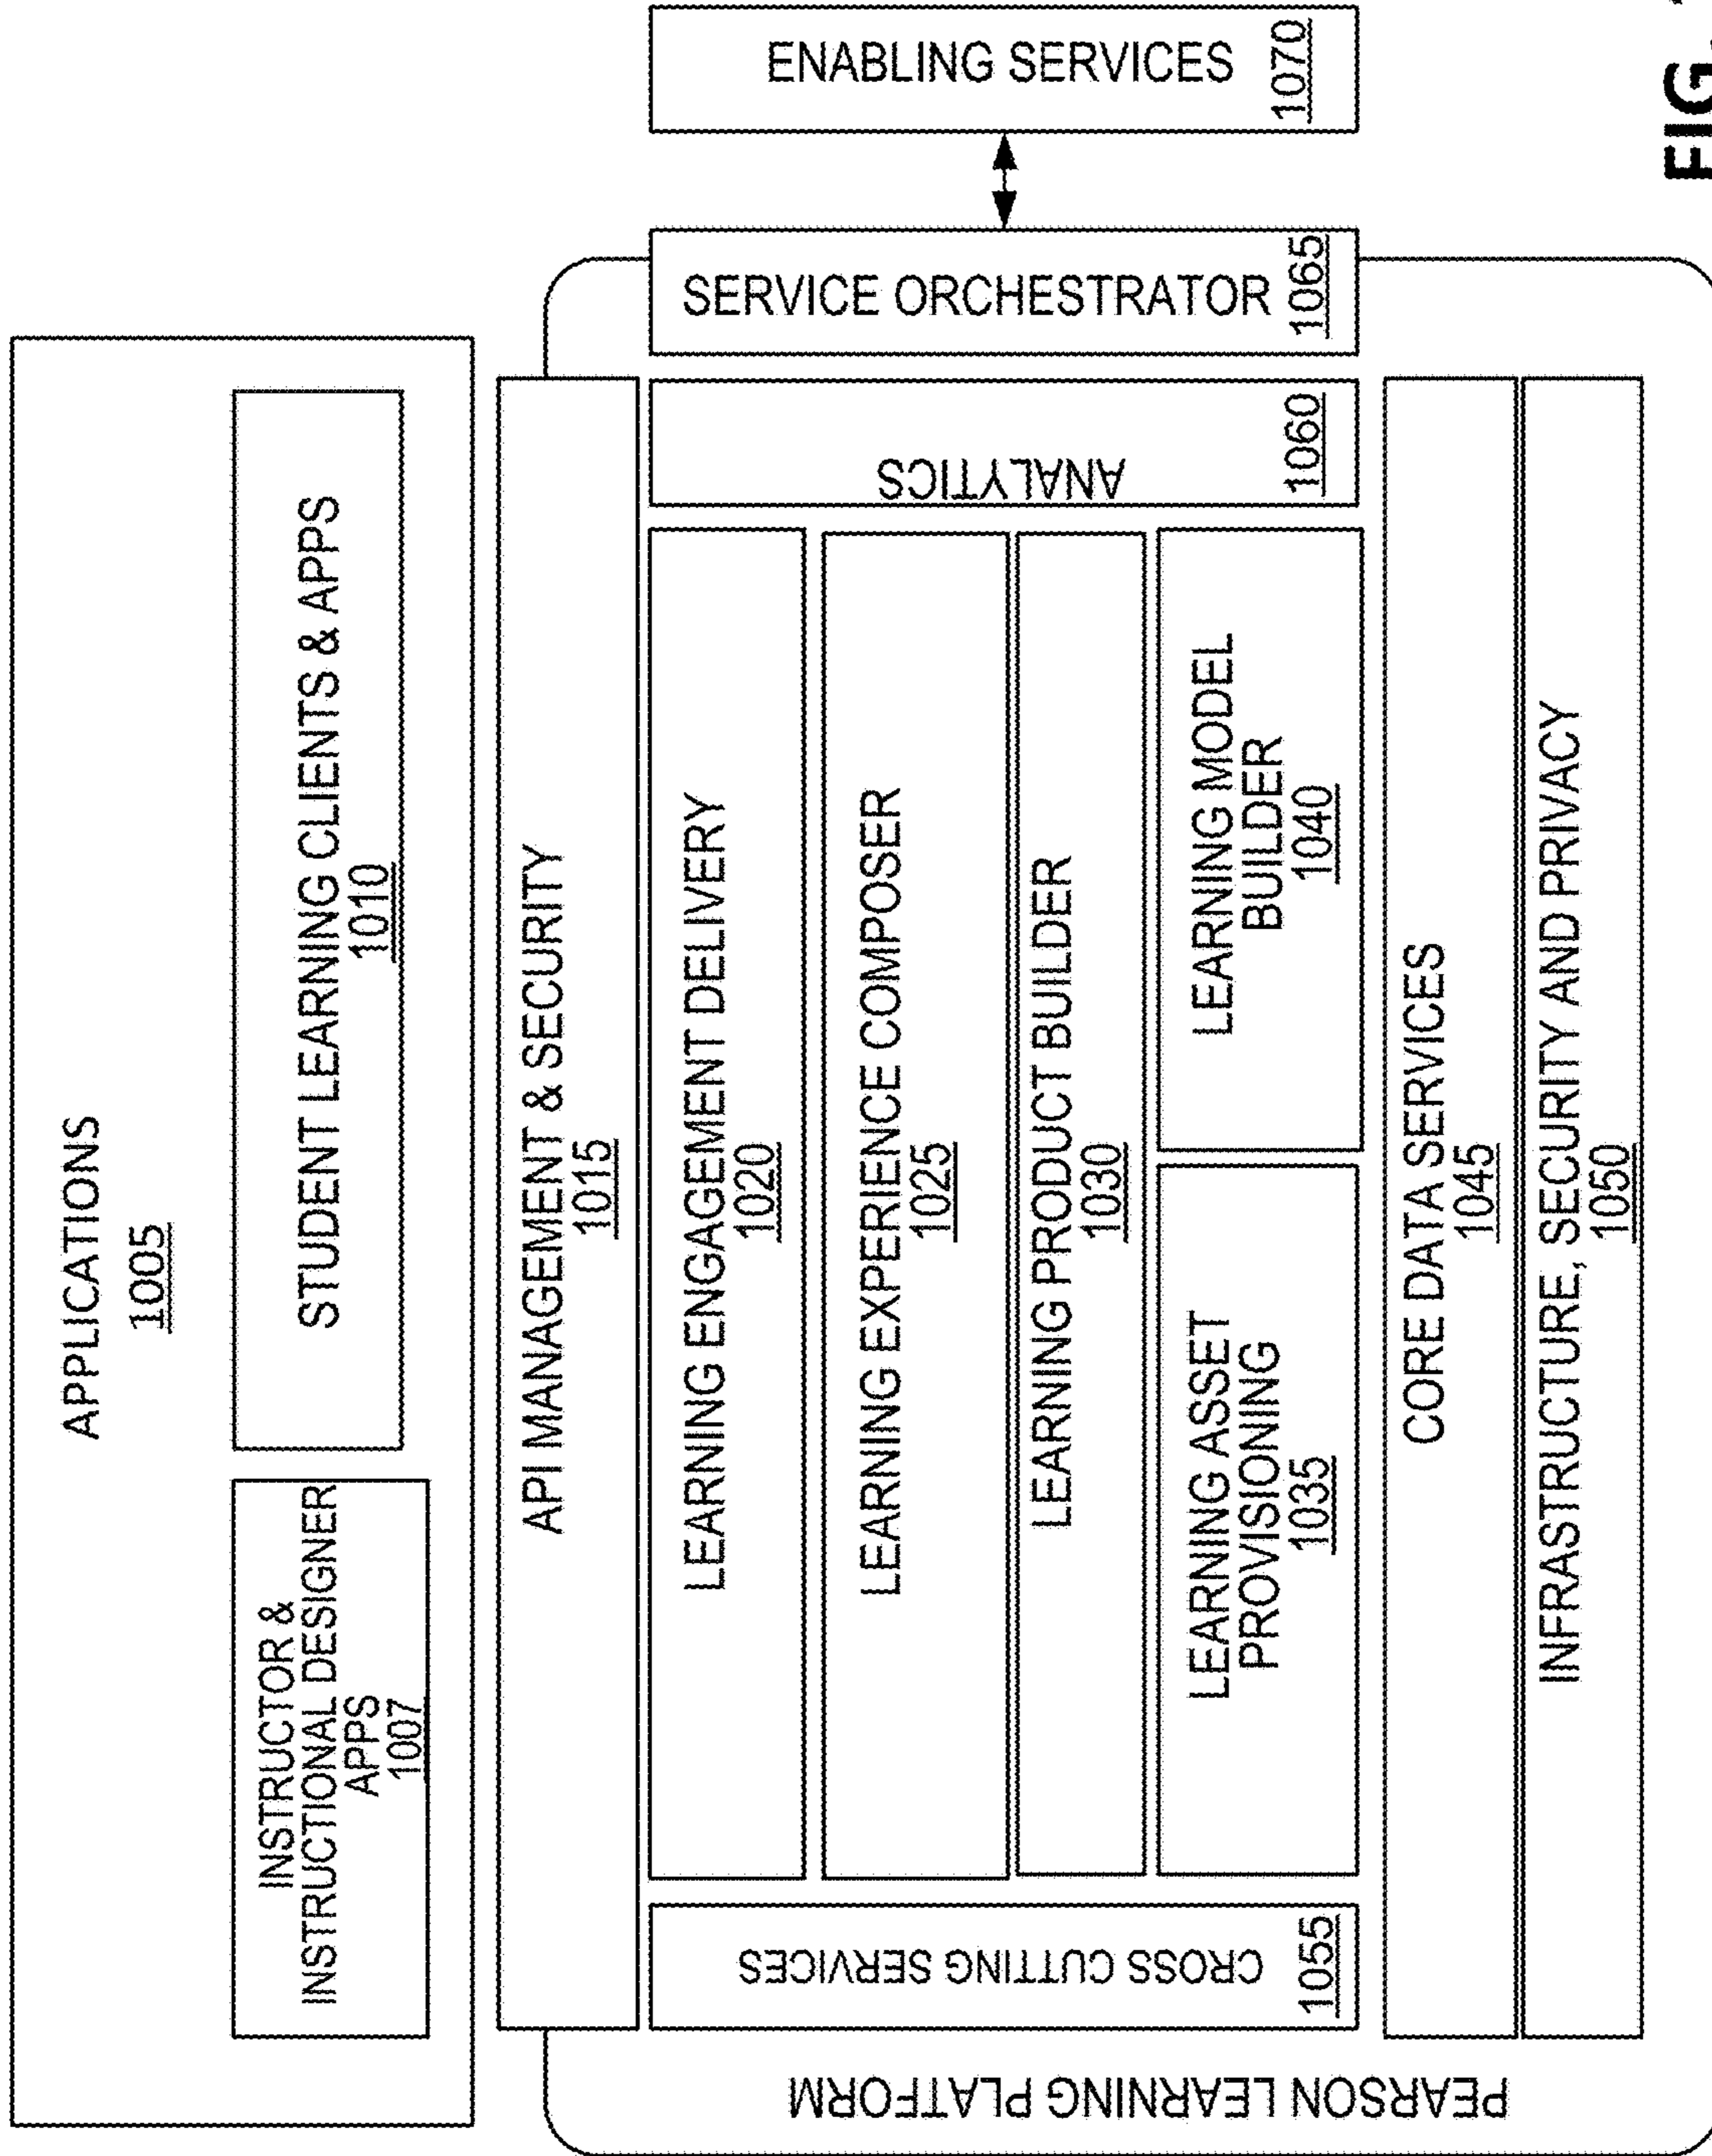 APPLICATIONS
1005
INSTRUCTOR &
INSTRUCTIONAL DESIGNER
APPS
1007
STUDENT LEARNING CLIENTS & APPS
1010
PEARSON LEARNING PLATFORM
API MANAGEMENT & SECURITY
1015
CROSS CUTTING SERVICES
1055
LEARNING ENGAGEMENT DELIVERY
1020
LEARNING EXPERIENCE COMPOSER
1025
LEARNING PRODUCT BUILDER
1030
LEARNING ASSET
PROVISIONING
1035
LEARNING MODEL
BUILDER
1040
ANALYTICS
1060
SERVICE ORCHESTRATOR
1065
ENABLING SERVICES
1070
CORE DATA SERVICES
1045
INFRASTRUCTURE, SECURITY AND PRIVACY
1050
FIG.